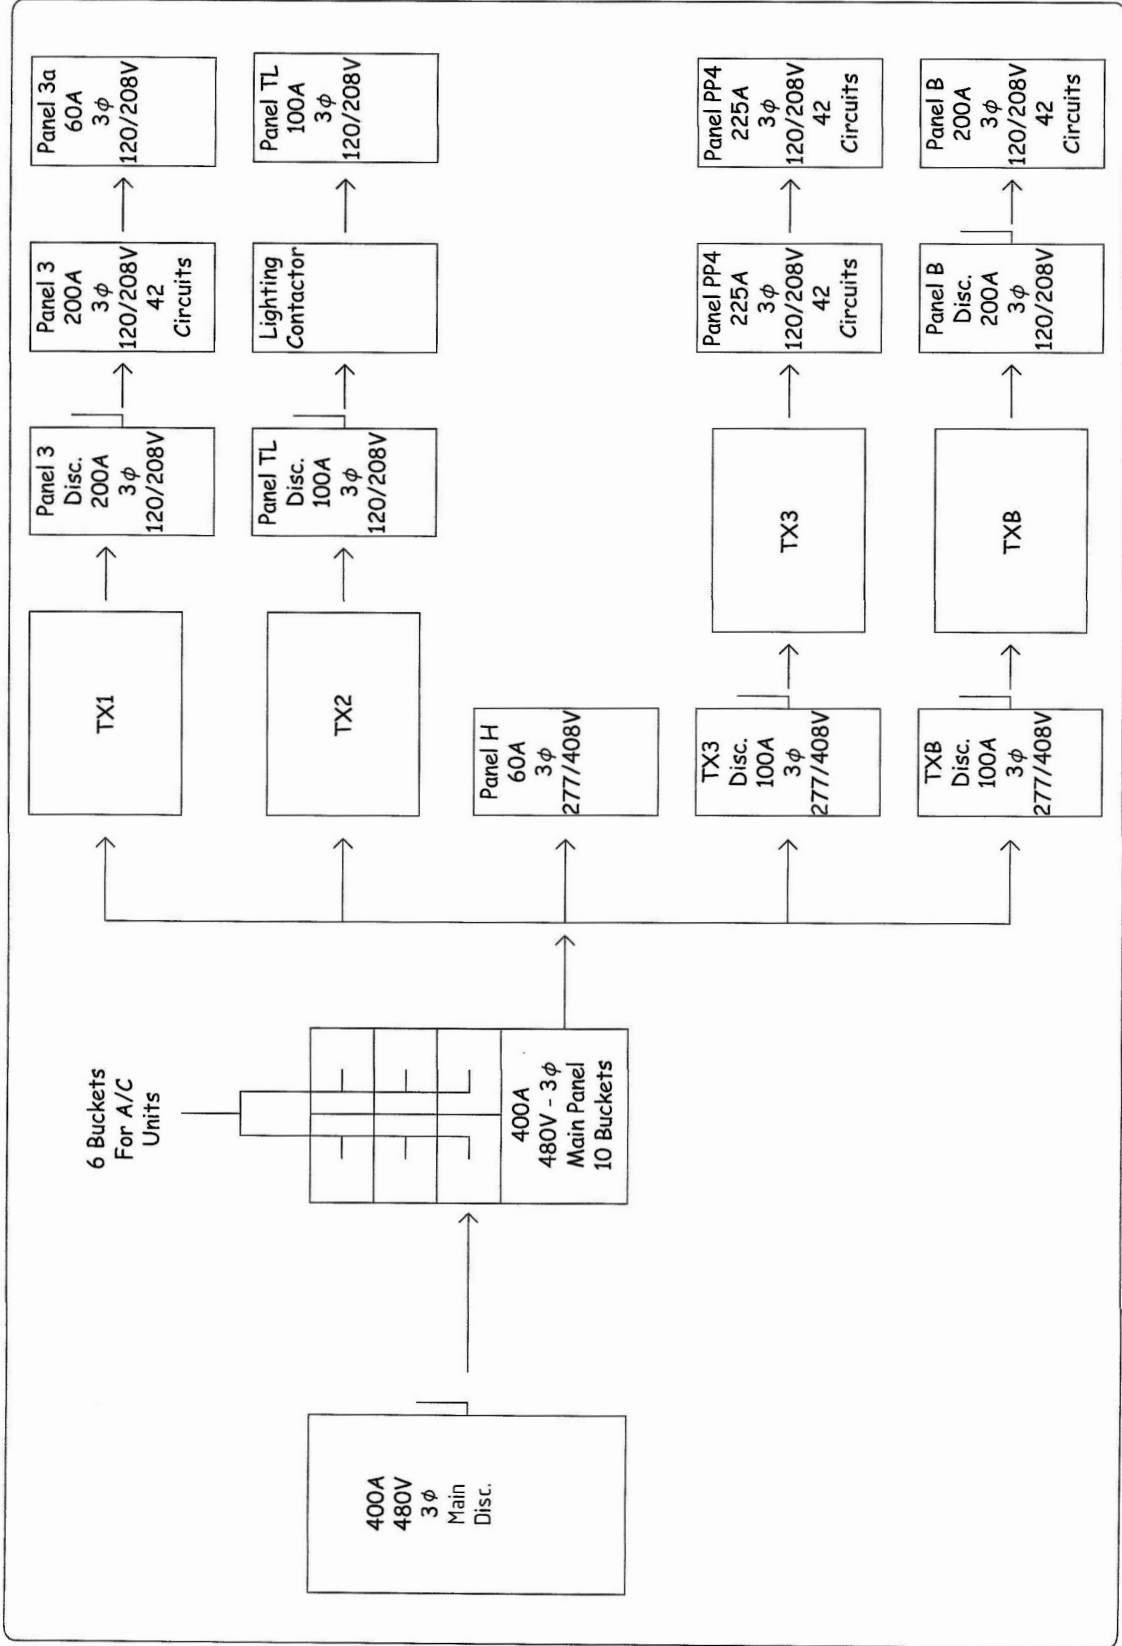 6 Buckets
For A/C
Units
400A
480V
3ϕ
Main
Disc.
400A
480V - 3ϕ
Main Panel
10 Buckets
TX1
Panel 3
Disc.
200A
3ϕ
120/208V
Panel 3
200A
3ϕ
120/208V
42
Circuits
Panel 3a
60A
3ϕ
120/208V
TX2
Panel TL
Disc.
100A
3ϕ
120/208V
Lighting
Contactor
Panel TL
100A
3ϕ
120/208V
Panel H
60A
3ϕ
277/408V
TX3
Disc.
100A
3ϕ
277/408V
TX3
Panel PP4
225A
3ϕ
120/208V
42
Circuits
Panel PP4
225A
3ϕ
120/208V
42
Circuits
TXB
Disc.
100A
3ϕ
277/408V
TXB
Panel B
Disc.
200A
3ϕ
120/208V
Panel B
200A
3ϕ
120/208V
42
Circuits